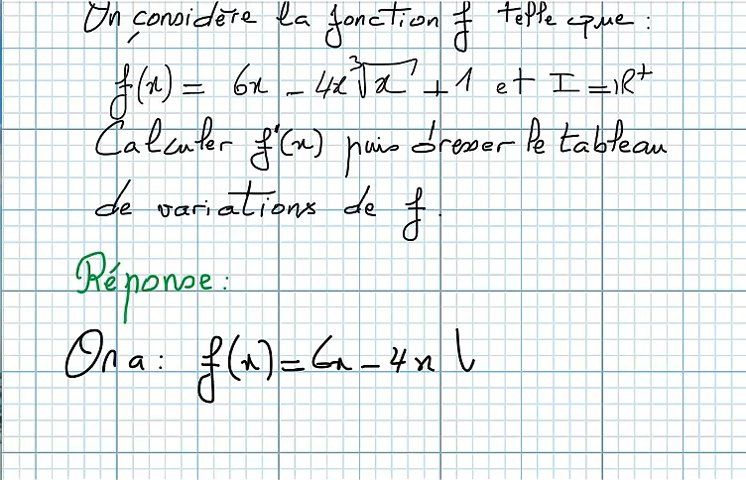 On considère la fonction f telle que :
f(x) = 6x - 4x∛x + 1 et I = ℝ⁺
Calculer f'(x) puis dresser le tableau
de variations de f.
Réponse :
On a : f(x) = 6x - 4x